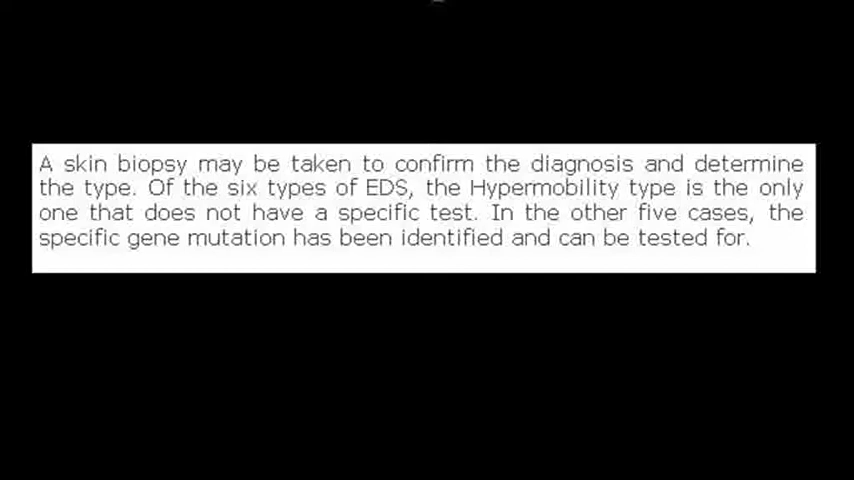 A skin biopsy may be taken to confirm the diagnosis and determine
the type. Of the six types of EDS, the Hypermobility type is the only
one that does not have a specific test. In the other five cases, the
specific gene mutation has been identified and can be tested for.